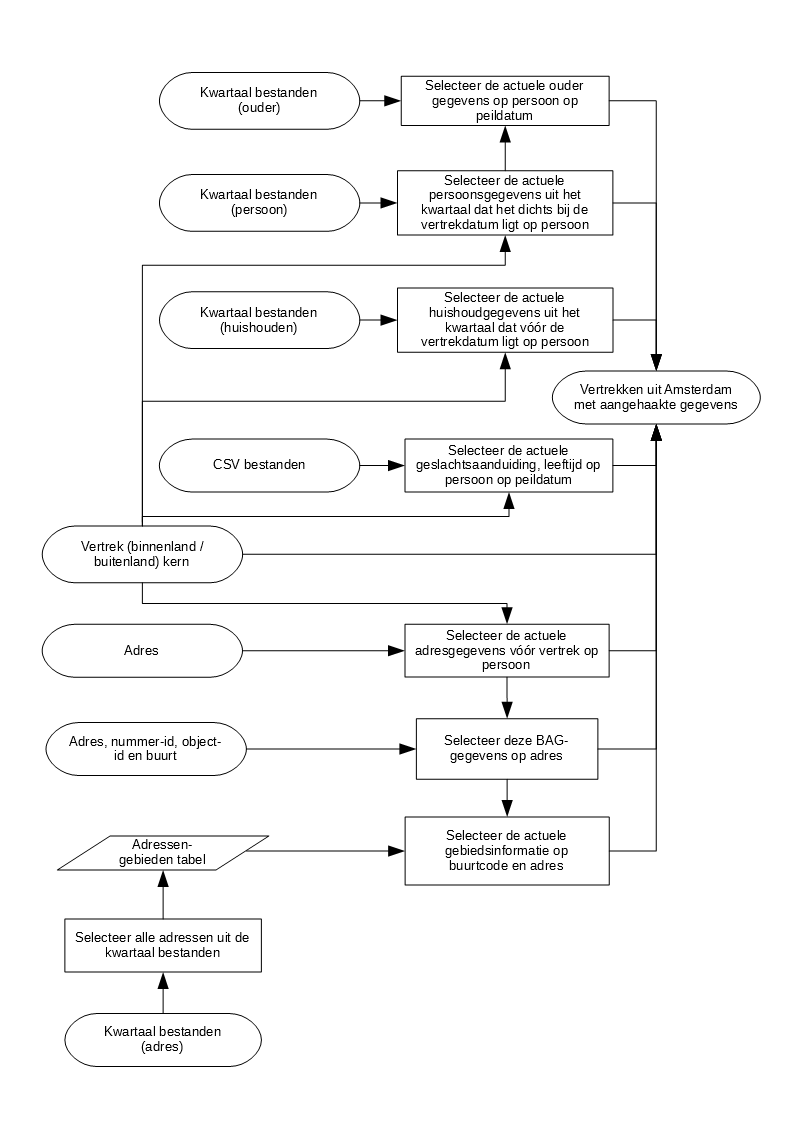 Kwartaal bestanden
(ouder)
Selecteer de actuele ouder
gegevens op persoon op
peildatum
Kwartaal bestanden
(persoon)
Selecteer de actuele
persoonsgegevens uit het
kwartaal dat het dichts bij de
vertrekdatum ligt op persoon
Kwartaal bestanden
(huishouden)
Selecteer de actuele
huishoudgegevens uit het
kwartaal dat vóór de
vertrekdatum ligt op persoon
Vertrekken uit Amsterdam
met aangehaakte gegevens
CSV bestanden
Selecteer de actuele
geslachtsaanduiding, leeftijd op
persoon op peildatum
Vertrek (binnenland /
buitenland) kern
Adres
Selecteer de actuele
adresgegevens vóór vertrek op
persoon
Adres, nummer-id, object-
id en buurt
Selecteer deze BAG-
gegevens op adres
Adressen-
gebieden tabel
Selecteer de actuele
gebiedsinformatie op
buurtcode en adres
Selecteer alle adressen uit de
kwartaal bestanden
Kwartaal bestanden
(adres)